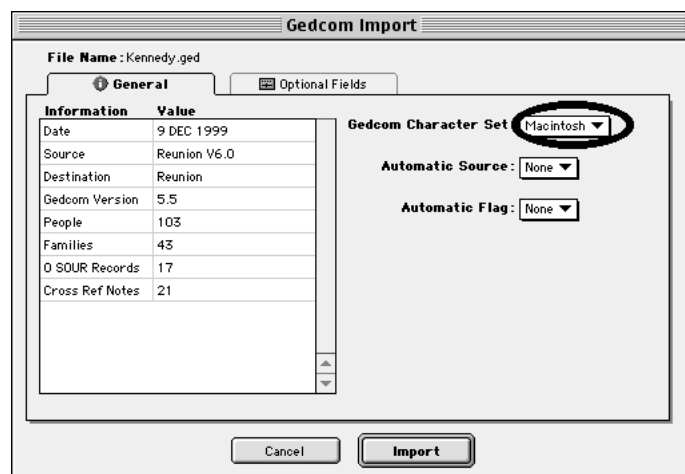 Gedcom Import
File Name: Kennedy.ged
General
Optional Fields
Information Value
Date 9 DEC 1999
Source Reunion V6.0
Destination Reunion
Gedcom Version 5.5
People 103
Families 43
0 SOUR Records 17
Cross Ref Notes 21
Gedcom Character Set: Macintosh
Automatic Source: None
Automatic Flag: None
Cancel
Import